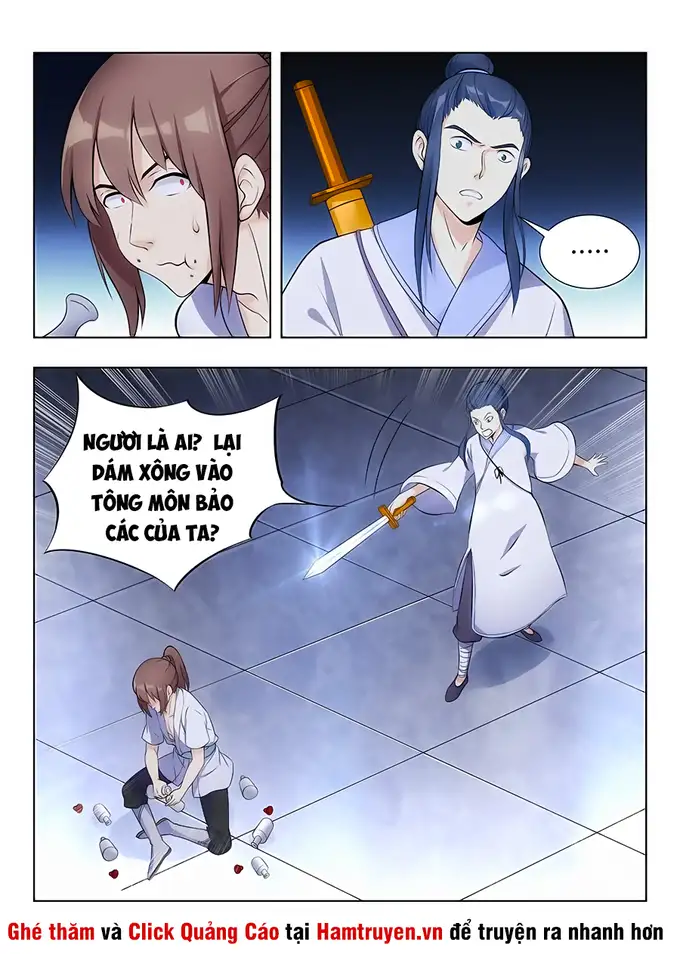 .....
NGƯƠI LÀ AI? LẠI
DÁM XÔNG VÀO
TÔNG MÔN BẢO
CÁC CỦA TA?
Ghé thăm và Click Quảng Cáo tại Hamtruyen.vn để truyện ra nhanh hơn